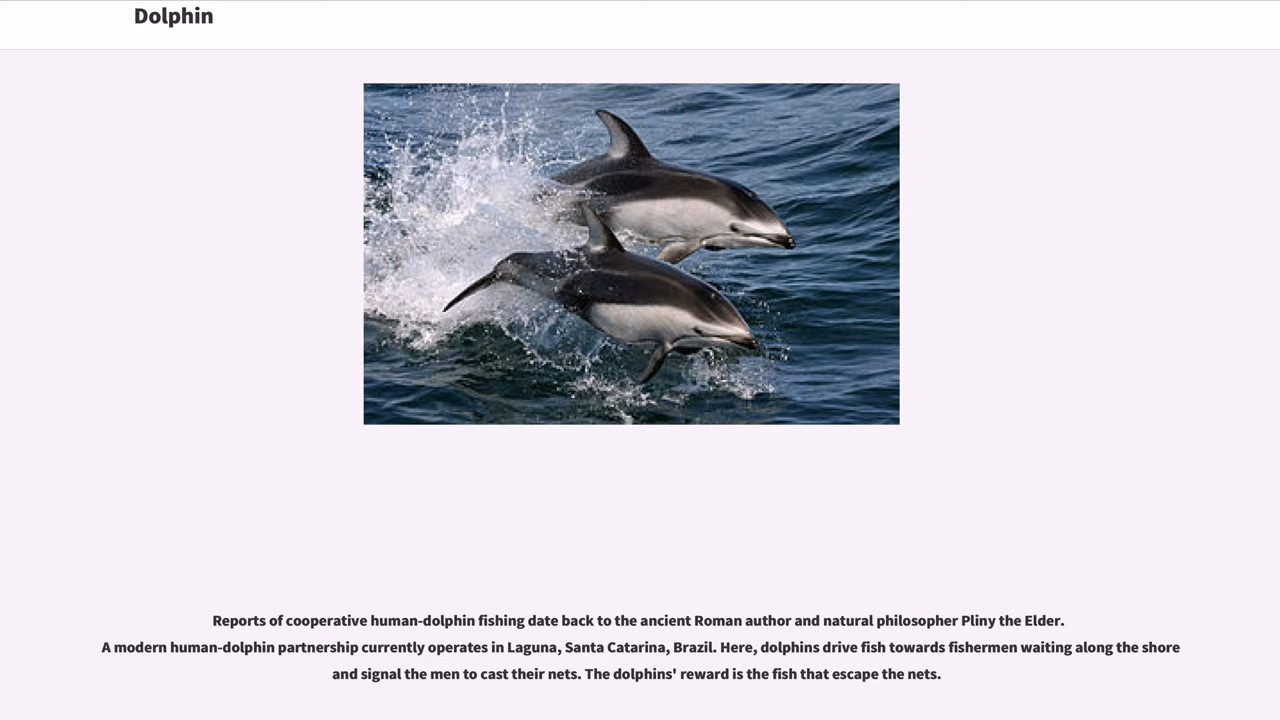 Dolphin
Reports of cooperative human-dolphin fishing date back to the ancient Roman author and natural philosopher Pliny the Elder.
A modern human-dolphin partnership currently operates in Laguna, Santa Catarina, Brazil. Here, dolphins drive fish towards fishermen waiting along the shore
and signal the men to cast their nets. The dolphins' reward is the fish that escape the nets.